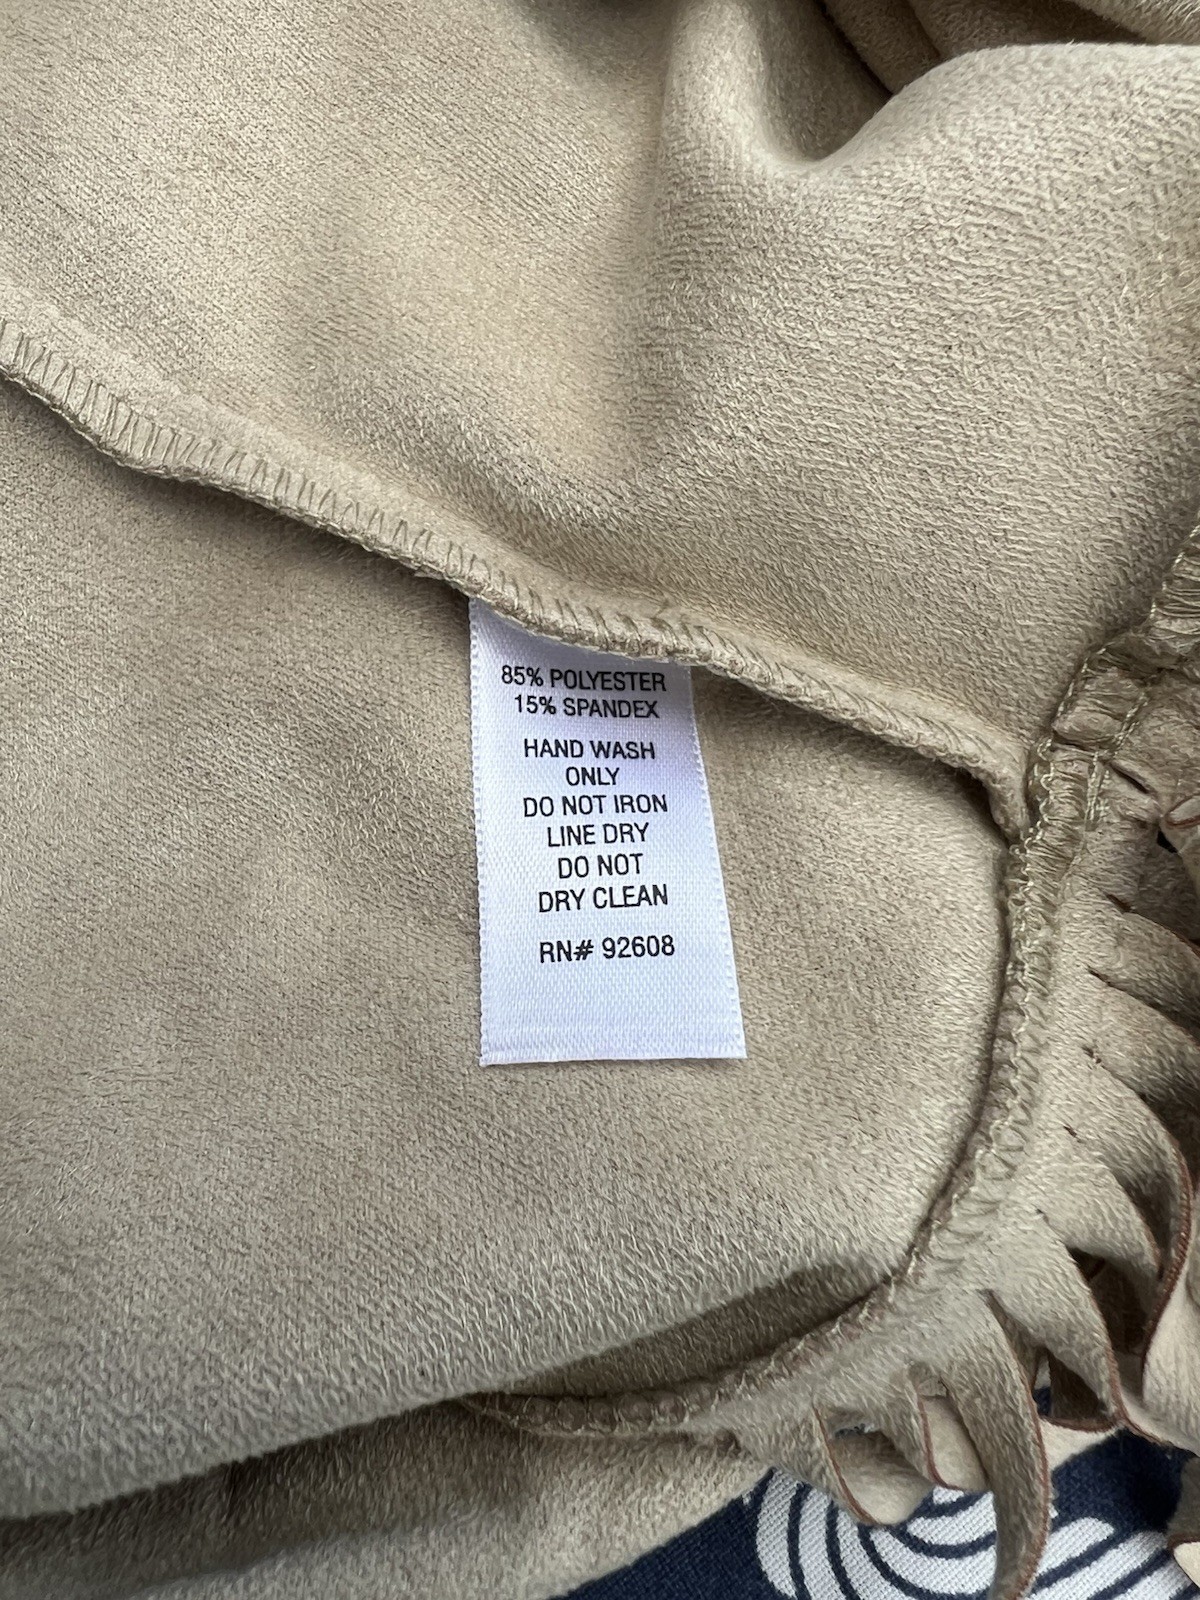 85% POLYESTER
15% SPANDEX
HAND WASH
ONLY
DO NOT IRON
LINE DRY
DO NOT
DRY CLEAN
RN# 92608